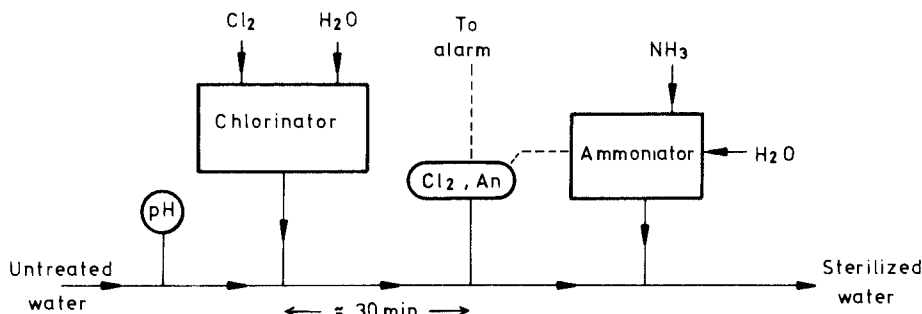 Cl₂
H₂O
To
alarm
NH₃
Chlorinator
Ammoniator
H₂O
Cl₂, An
pH
Untreated
water
Sterilized
water
≈ 30 min